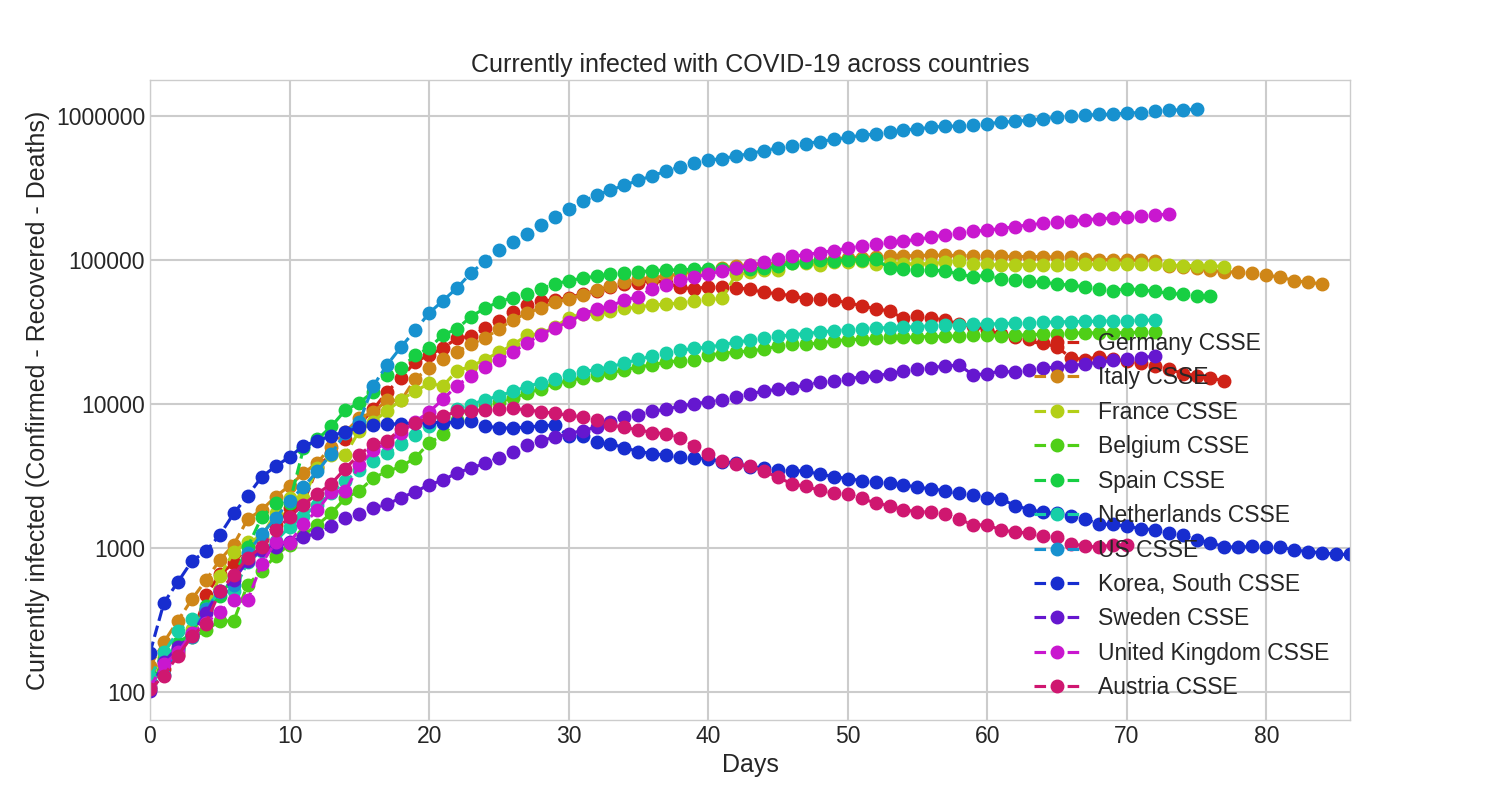 Currently infected with COVID-19 across countries
Currently infected (Confirmed - Recovered - Deaths)
1000000
100000
10000
1000
100
Germany CSSE
Italy CSSE
France CSSE
Belgium CSSE
Spain CSSE
Netherlands CSSE
US CSSE
Korea, South CSSE
Sweden CSSE
United Kingdom CSSE
Austria CSSE
0 10 20 30 40 50 60 70 80
Days